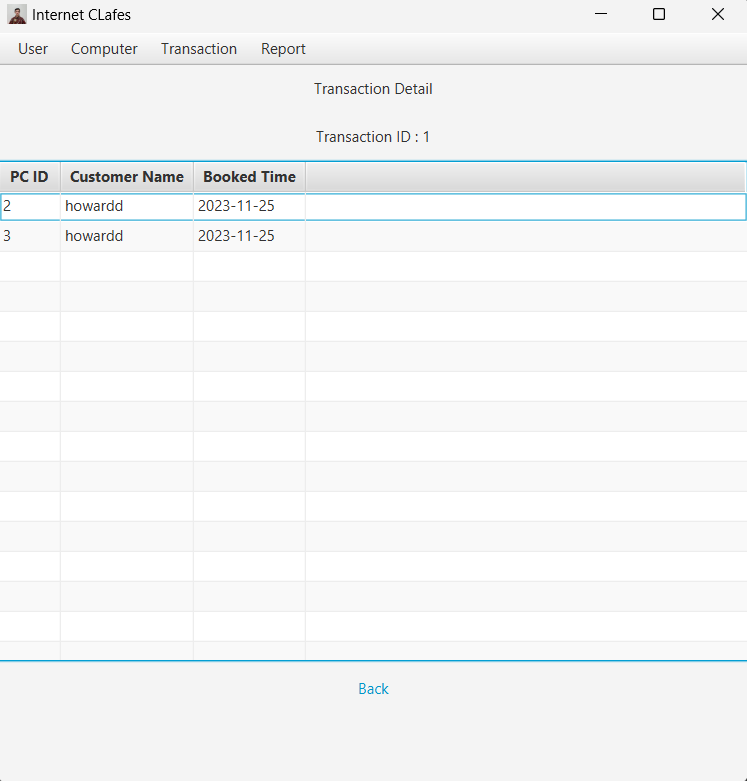 Internet CLafes
User Computer Transaction Report
Transaction Detail
Transaction ID : 1
PC ID Customer Name Booked Time
2 howardd 2023-11-25
3 howardd 2023-11-25
Back